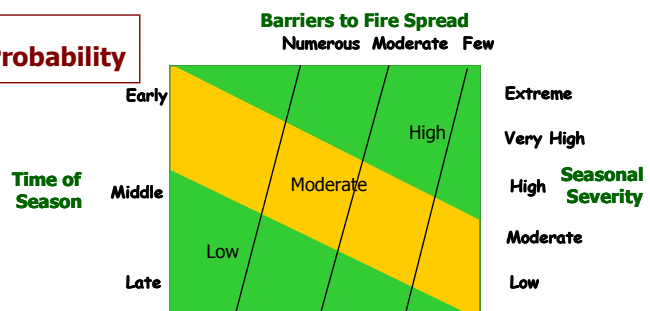 Barriers to Fire Spread
Numerous Moderate Few
Probability
Early
Extreme
High
Very High
Time of
Season
Middle
Moderate
High
Seasonal
Severity
Low
Moderate
Late
Low